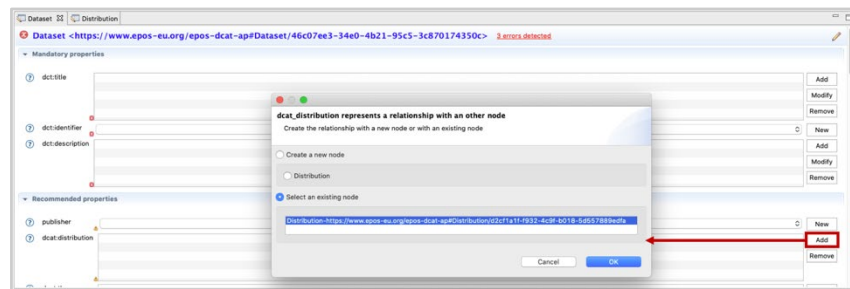 Dataset Distribution
Dataset <https://www.epos-eu.org/epos-dcat-ap#Dataset/46c07ee3-34e0-4b21-95c5-3c870174350c> 3 errors detected
Mandatory properties
dct:title
Add
Modify
Remove
dct:identifier
New
dct:description
Add
Modify
Remove
Recommended properties
publisher
New
dcat:distribution
Add
Remove
dcat_distribution represents a relationship with an other node
Create the relationship with a new node or with an existing node
Create a new node
Distribution
Select an existing node
Distribution-https://www.epos-eu.org/epos-dcat-ap#Distribution/d2cf1a1f-f932-4c9f-b018-5d557889edfa
Cancel OK